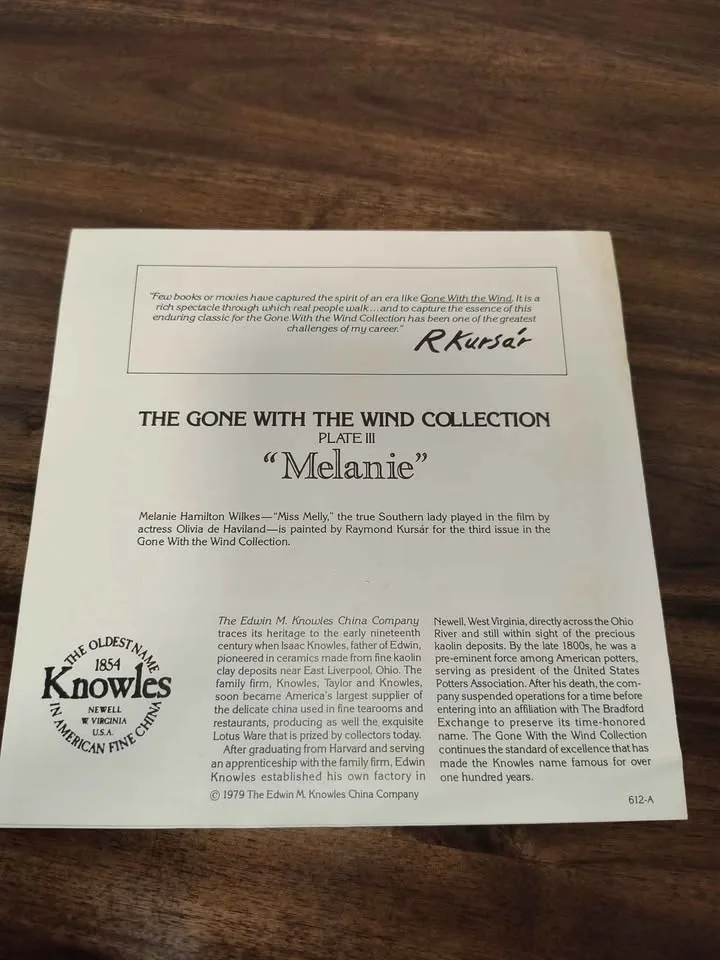 "Few books or movies have captured the spirit of an era like Gone With the Wind. It is a
rich spectacle through which real people walk...and to capture the essence of this
enduring classic for the Gone With the Wind Collection has been one of the greatest
challenges of my career."
R Kursár
THE GONE WITH THE WIND COLLECTION
PLATE III
"Melanie"
Melanie Hamilton Wilkes—"Miss Melly," the true Southern lady played in the film by
actress Olivia de Haviland—is painted by Raymond Kursár for the third issue in the
Gone With the Wind Collection.
THE OLDEST NAME
1854
Knowles
NEWELL
W. VIRGINIA
U.S.A.
IN AMERICAN FINE CHINA
The Edwin M. Knowles China Company
traces its heritage to the early nineteenth
century when Isaac Knowles, father of Edwin,
pioneered in ceramics made from fine kaolin
clay deposits near East Liverpool, Ohio. The
family firm, Knowles, Taylor and Knowles,
soon became America's largest supplier of
the delicate china used in fine tearooms and
restaurants, producing as well the exquisite
Lotus Ware that is prized by collectors today.
After graduating from Harvard and serving
an apprenticeship with the family firm, Edwin
Knowles established his own factory in
Newell, West Virginia, directly across the Ohio
River and still within sight of the precious
kaolin deposits. By the late 1800s, he was a
pre-eminent force among American potters,
serving as president of the United States
Potters Association. After his death, the com-
pany suspended operations for a time before
entering into an affiliation with The Bradford
Exchange to preserve its time-honored
name. The Gone With the Wind Collection
continues the standard of excellence that has
made the Knowles name famous for over
one hundred years.
© 1979 The Edwin M. Knowles China Company
612-A